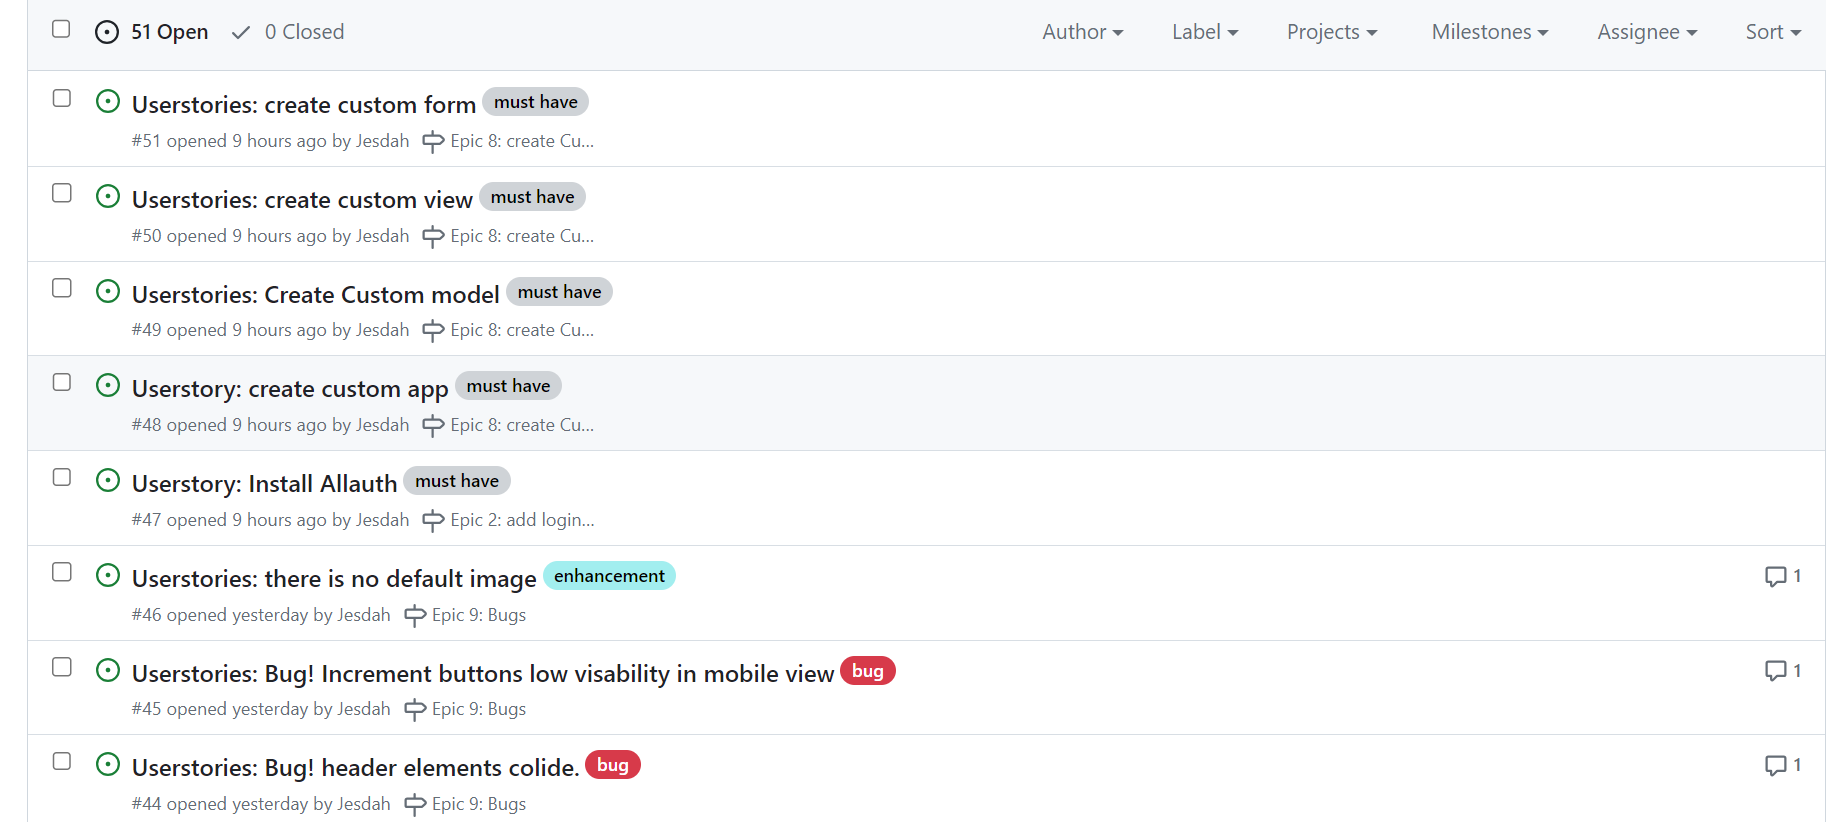 51 Open 0 Closed Author Label Projects Milestones Assignee Sort
Userstories: create custom form must have
#51 opened 9 hours ago by Jesdah Epic 8: create Cu...
Userstories: create custom view must have
#50 opened 9 hours ago by Jesdah Epic 8: create Cu...
Userstories: Create Custom model must have
#49 opened 9 hours ago by Jesdah Epic 8: create Cu...
Userstory: create custom app must have
#48 opened 9 hours ago by Jesdah Epic 8: create Cu...
Userstory: Install Allauth must have
#47 opened 9 hours ago by Jesdah Epic 2: add login...
Userstories: there is no default image enhancement 1
#46 opened yesterday by Jesdah Epic 9: Bugs
Userstories: Bug! Increment buttons low visability in mobile view bug 1
#45 opened yesterday by Jesdah Epic 9: Bugs
Userstories: Bug! header elements colide. bug 1
#44 opened yesterday by Jesdah Epic 9: Bugs